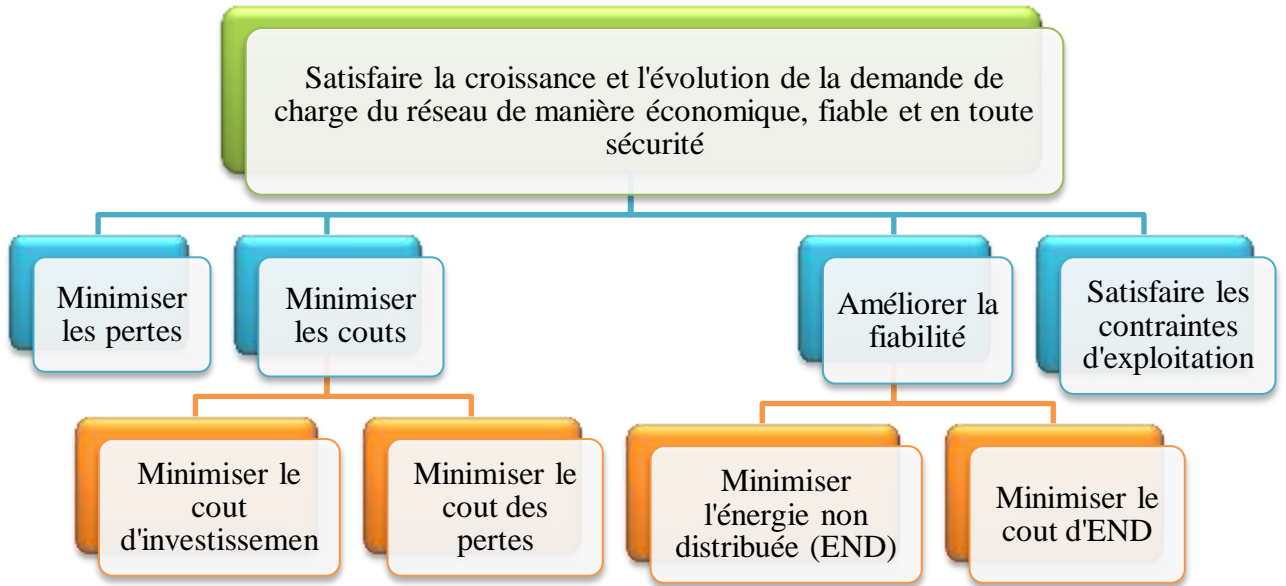 Satisfaire la croissance et l'évolution de la demande de
charge du réseau de manière économique, fiable et en toute
sécurité
Minimiser
les pertes
Minimiser
les couts
Améliorer la
fiabilité
Satisfaire les
contraintes
d'exploitation
Minimiser le
cout
d'investissemen
Minimiser le
cout des
pertes
Minimiser
l'énergie non
distribuée (END)
Minimiser le
cout d'END